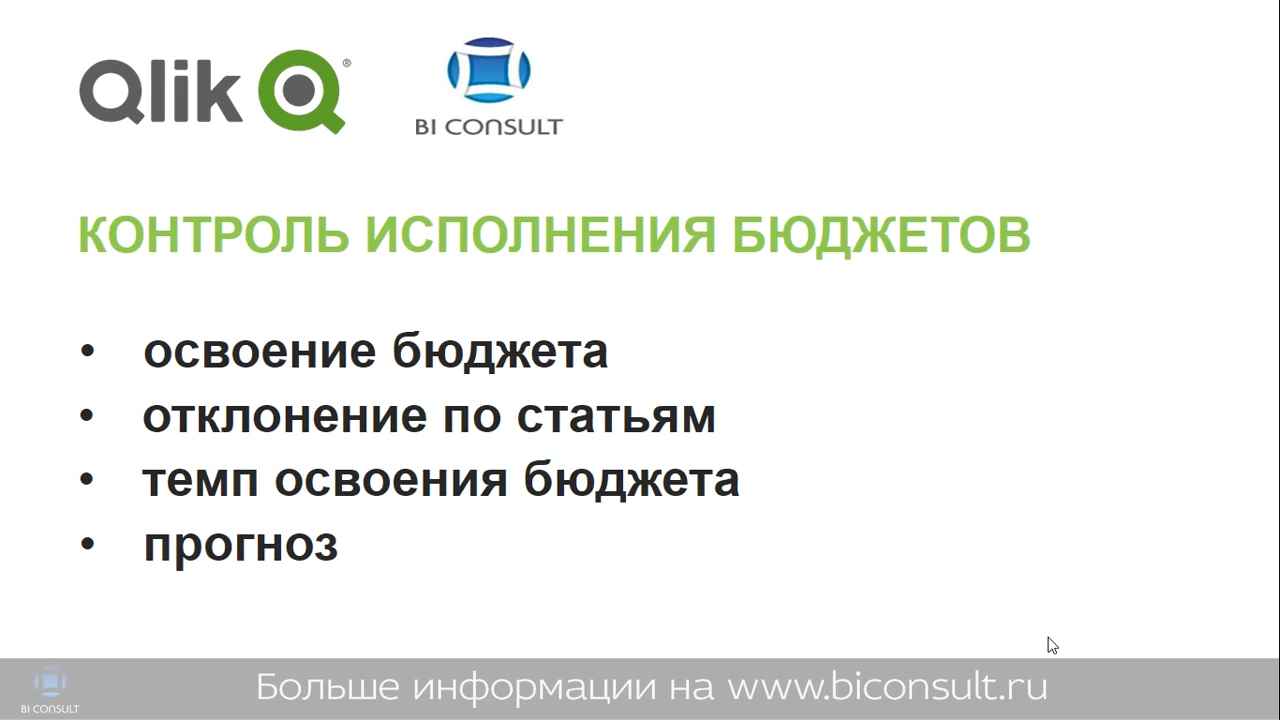 Qlik Q®
BI CONSULT
КОНТРОЛЬ ИСПОЛНЕНИЯ БЮДЖЕТОВ
• освоение бюджета
• отклонение по статьям
• темп освоения бюджета
• прогноз
BI CONSULT
Больше информации на www.biconsult.ru